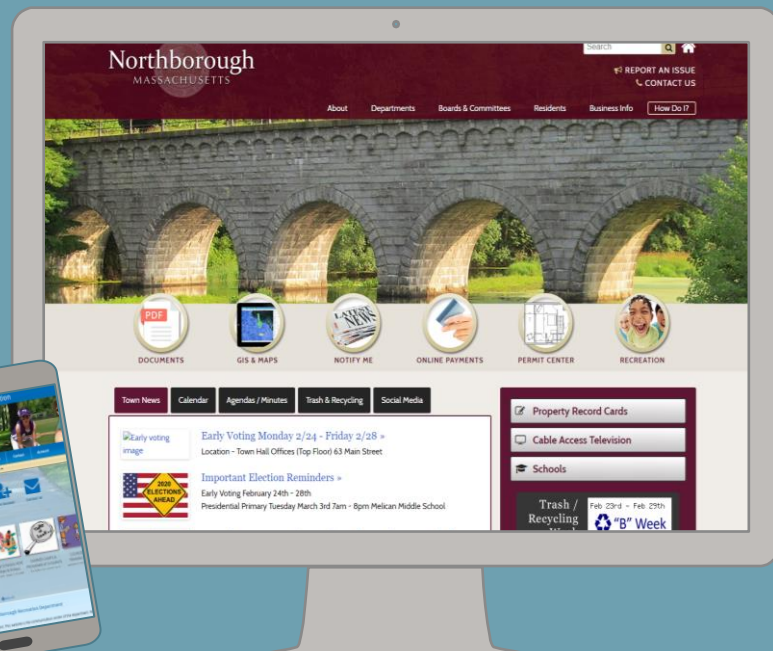 Northborough
MASSACHUSETTS
Search
REPORT AN ISSUE
CONTACT US
About Departments Boards & Committees Residents Business Info How Do I?
PDF
LATEST
NEWS
DOCUMENTS GIS & MAPS NOTIFY ME ONLINE PAYMENTS PERMIT CENTER RECREATION
Town News Calendar Agendas / Minutes Trash & Recycling Social Media
Early voting
image
Early Voting Monday 2/24 - Friday 2/28 »
Location - Town Hall Offices (Top Floor) 63 Main Street
2020
ELECTIONS
AHEAD
Important Election Reminders »
Early Voting February 24th - 28th
Presidential Primary Tuesday March 3rd 7am - 8pm Melican Middle School
Property Record Cards
Cable Access Television
Schools
Trash /
Recycling
Feb 23rd - Feb 29th
"B" Week